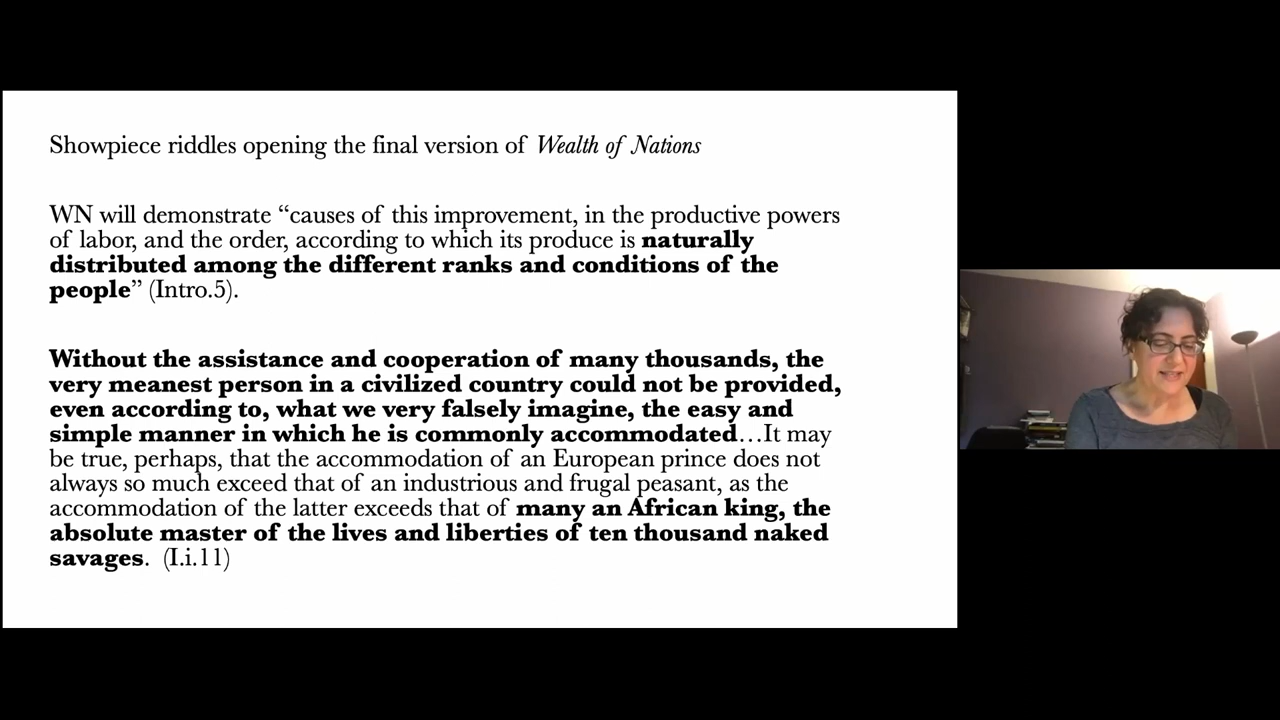 Showpiece riddles opening the final version of Wealth of Nations
WN will demonstrate “causes of this improvement, in the productive powers
of labor, and the order, according to which its produce is naturally
distributed among the different ranks and conditions of the
people” (Intro.5).
Without the assistance and cooperation of many thousands, the
very meanest person in a civilized country could not be provided,
even according to, what we very falsely imagine, the easy and
simple manner in which he is commonly accommodated…It may
be true, perhaps, that the accommodation of an European prince does not
always so much exceed that of an industrious and frugal peasant, as the
accommodation of the latter exceeds that of many an African king, the
absolute master of the lives and liberties of ten thousand naked
savages. (I.i.11)